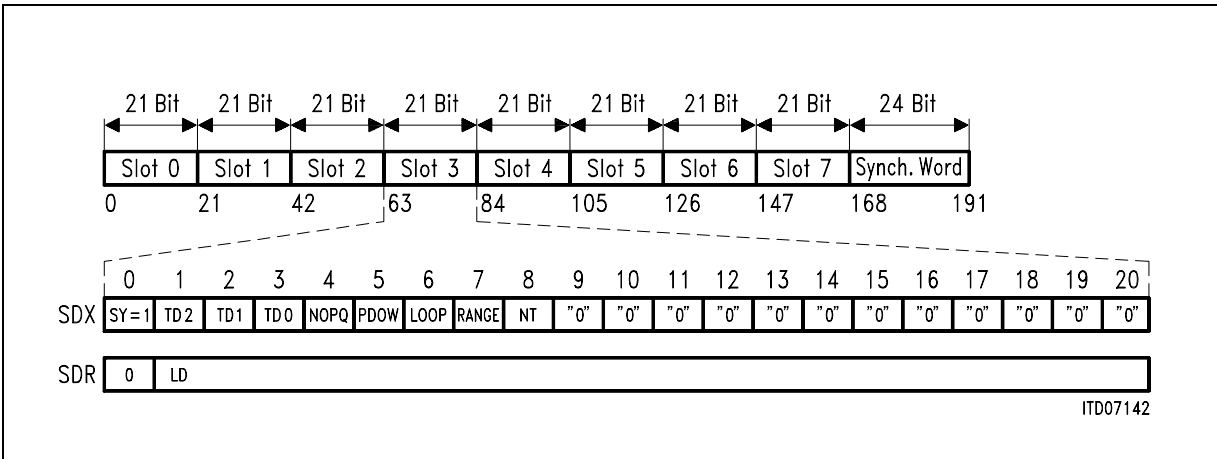 21 Bit 21 Bit 21 Bit 21 Bit 21 Bit 21 Bit 21 Bit 21 Bit 24 Bit
Slot 0 Slot 1 Slot 2 Slot 3 Slot 4 Slot 5 Slot 6 Slot 7 Synch. Word
0 21 42 63 84 105 126 147 168 191
0 1 2 3 4 5 6 7 8 9 10 11 12 13 14 15 16 17 18 19 20
SDX SY=1 TD2 TD1 TD0 NOPQ PDOW LOOP RANGE NT "0" "0" "0" "0" "0" "0" "0" "0" "0" "0" "0" "0"
SDR 0 LD
ITD07142